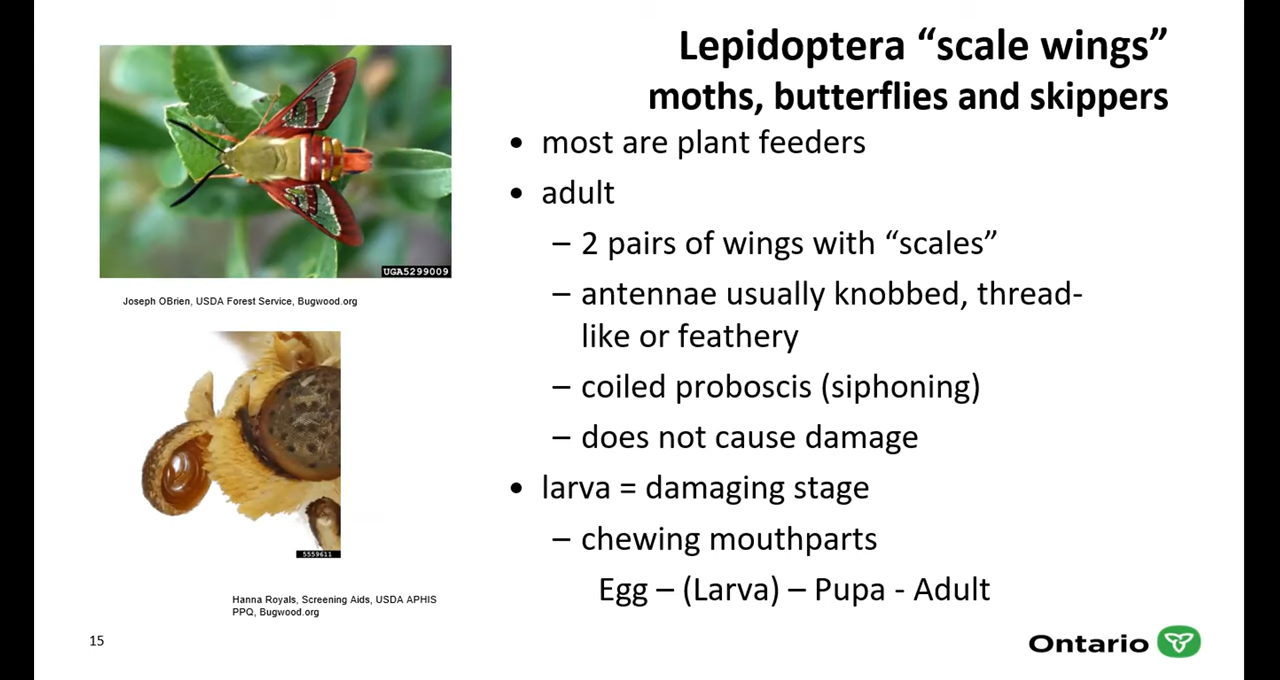 Lepidoptera “scale wings”
moths, butterflies and skippers
• most are plant feeders
• adult
– 2 pairs of wings with “scales”
– antennae usually knobbed, thread-
like or feathery
– coiled proboscis (siphoning)
– does not cause damage
• larva = damaging stage
– chewing mouthparts
Egg – (Larva) – Pupa - Adult
UGA5299009
Joseph OBrien, USDA Forest Service, Bugwood.org
5559611
Hanna Royals, Screening Aids, USDA APHIS
PPQ, Bugwood.org
15
Ontario